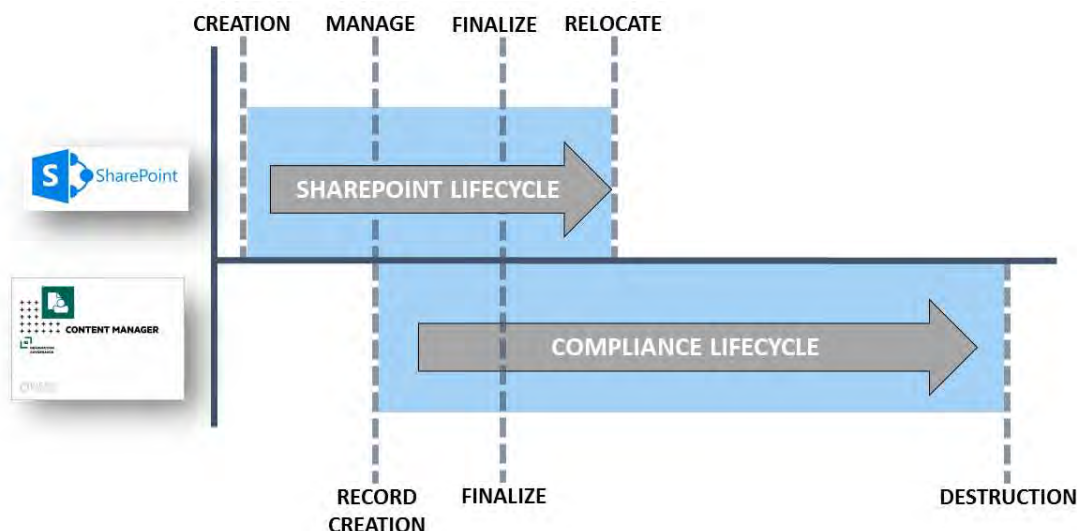 CREATION MANAGE FINALIZE RELOCATE
S SharePoint
SHAREPOINT LIFECYCLE
CONTENT MANAGER
COMPLIANCE LIFECYCLE
RECORD CREATION
FINALIZE
DESTRUCTION